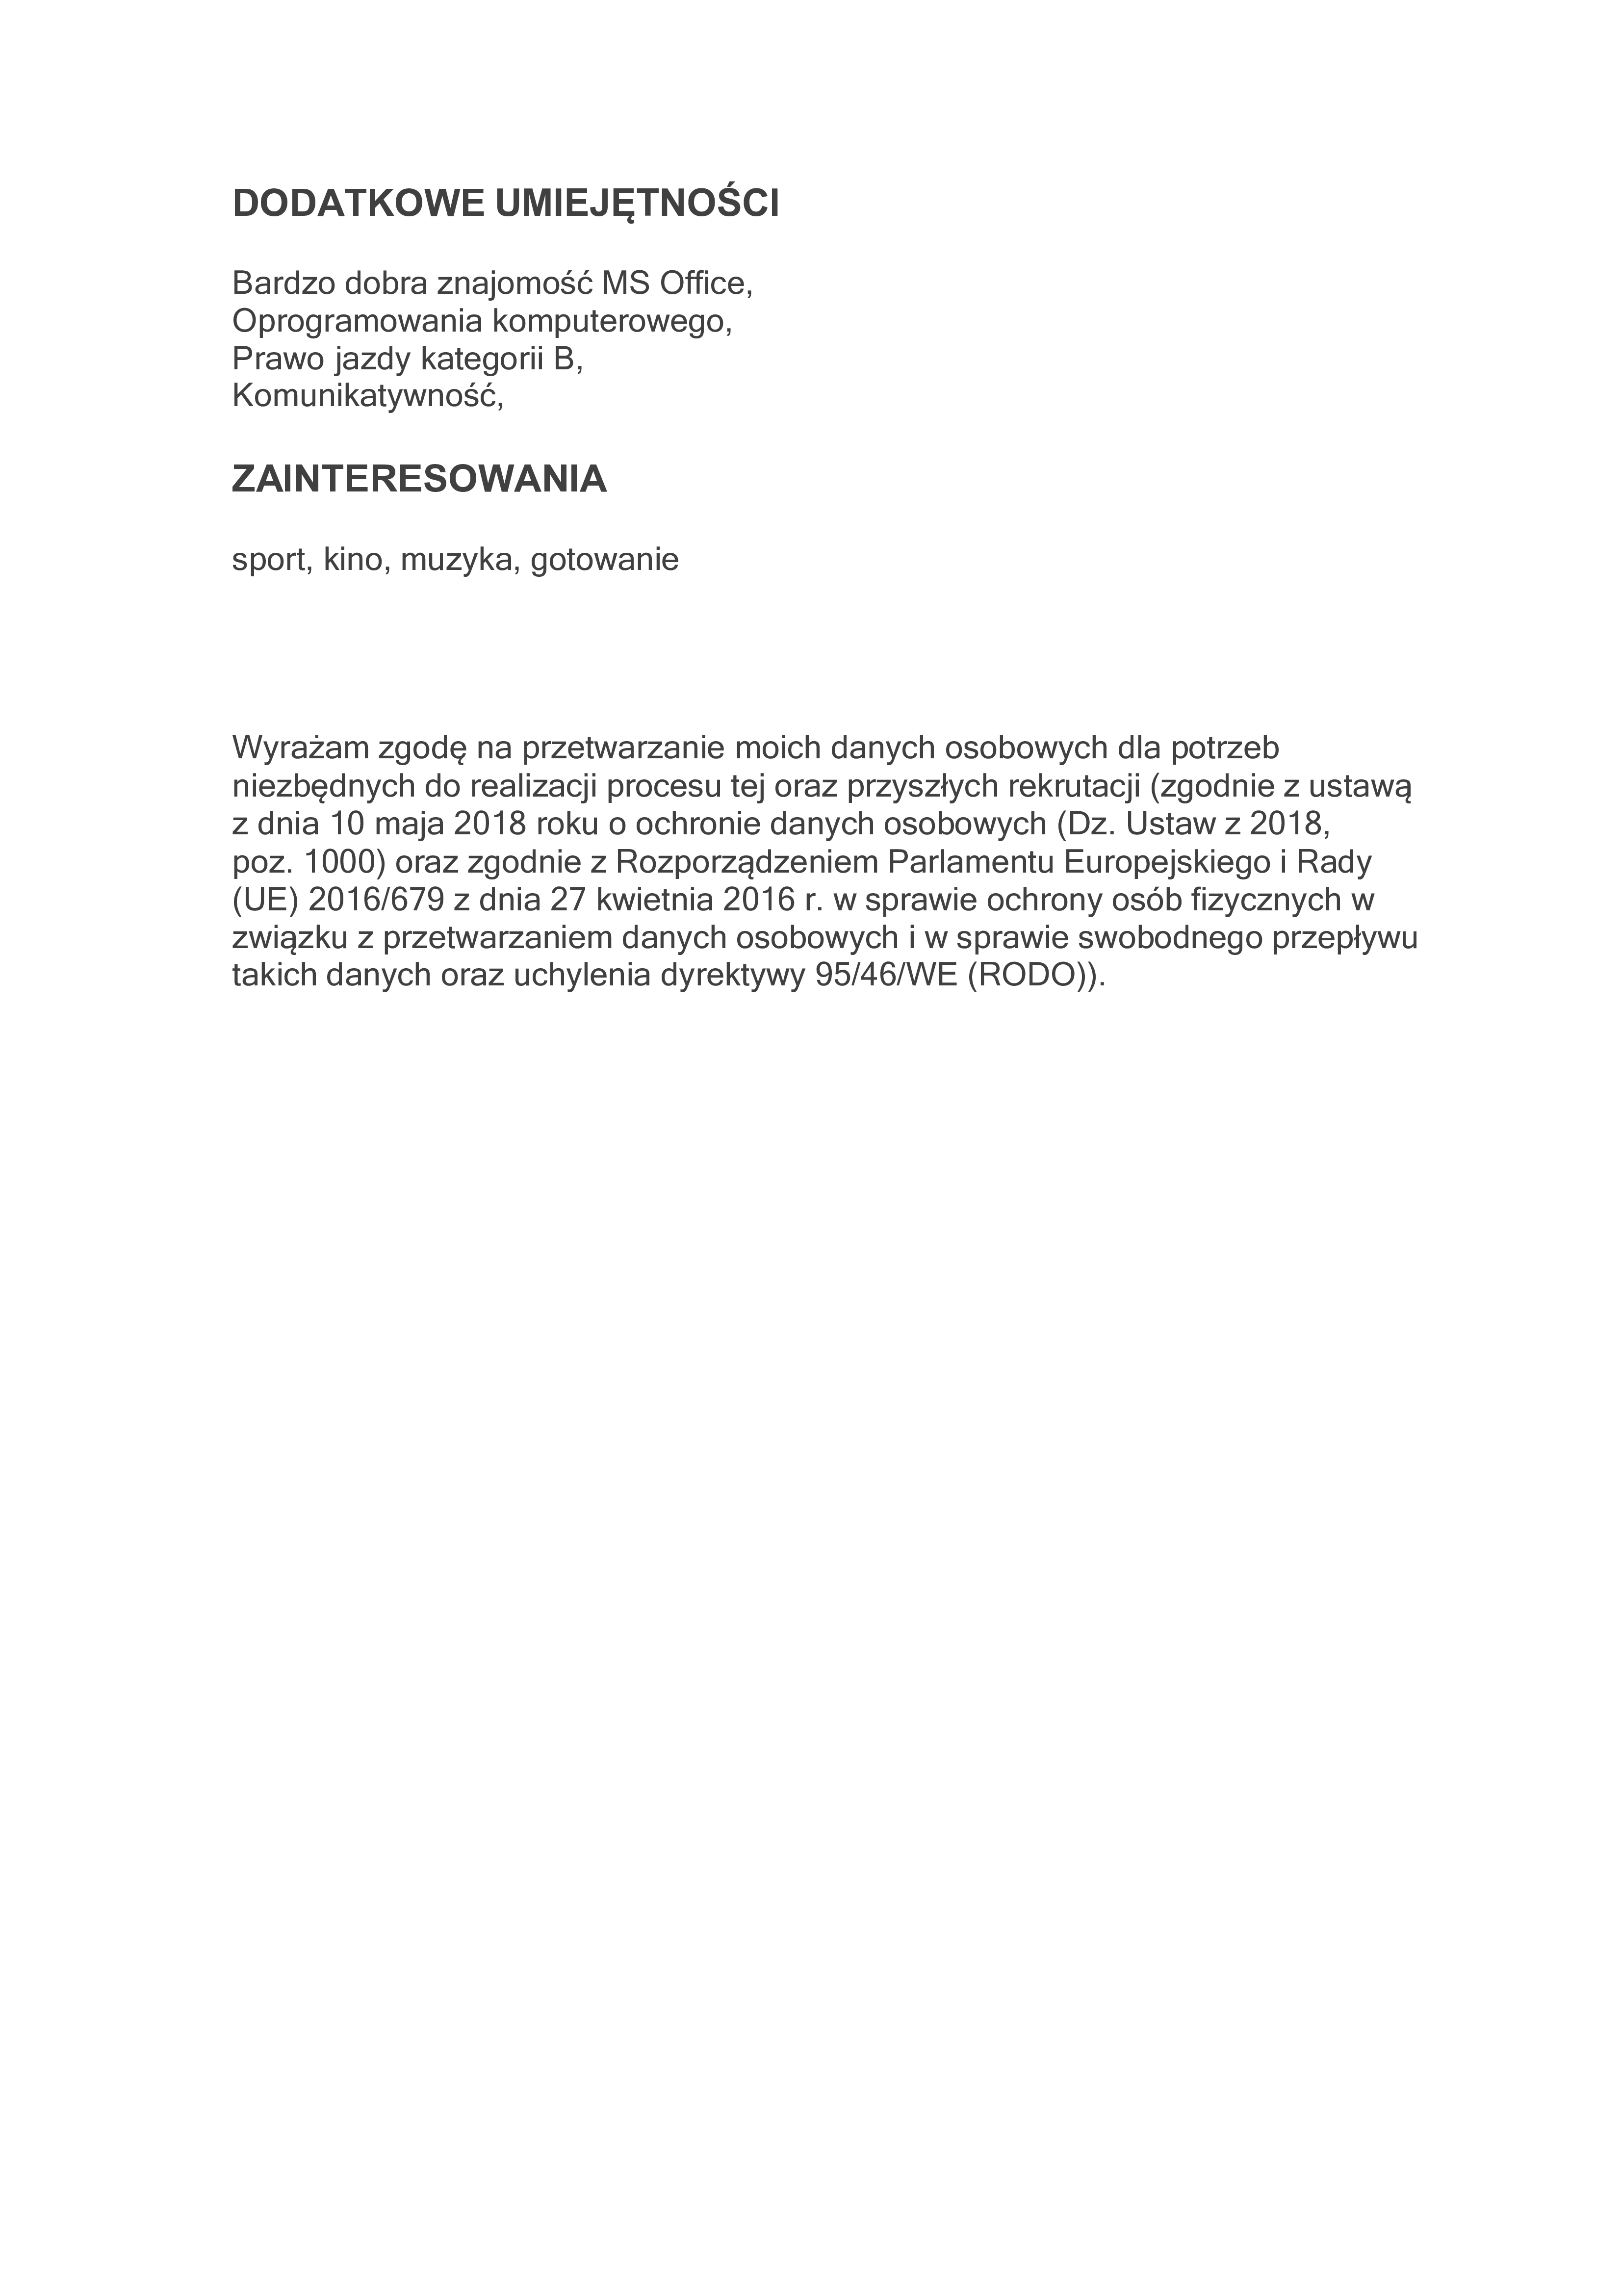 DODATKOWE UMIEJĘTNOŚCI
Bardzo dobra znajomość MS Office,
Oprogramowania komputerowego,
Prawo jazdy kategorii B,
Komunikatywność,
ZAINTERESOWANIA
sport, kino, muzyka, gotowanie
Wyrażam zgodę na przetwarzanie moich danych osobowych dla potrzeb
niezbędnych do realizacji procesu tej oraz przyszłych rekrutacji (zgodnie z ustawą
z dnia 10 maja 2018 roku o ochronie danych osobowych (Dz. Ustaw z 2018,
poz. 1000) oraz zgodnie z Rozporządzeniem Parlamentu Europejskiego i Rady
(UE) 2016/679 z dnia 27 kwietnia 2016 r. w sprawie ochrony osób fizycznych w
związku z przetwarzaniem danych osobowych i w sprawie swobodnego przepływu
takich danych oraz uchylenia dyrektywy 95/46/WE (RODO)).